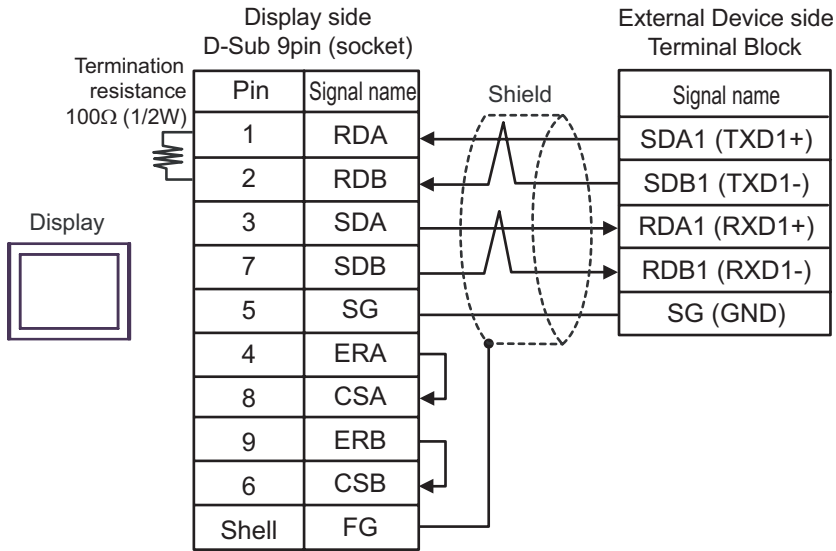 Display side
D-Sub 9pin (socket)
External Device side
Terminal Block
Termination
resistance
100Ω (1/2W)
Pin Signal name
Shield
Signal name
1 RDA
SDA1 (TXD1+)
2 RDB
SDB1 (TXD1-)
Display
3 SDA
RDA1 (RXD1+)
7 SDB
RDB1 (RXD1-)
5 SG
SG (GND)
4 ERA
8 CSA
9 ERB
6 CSB
Shell FG